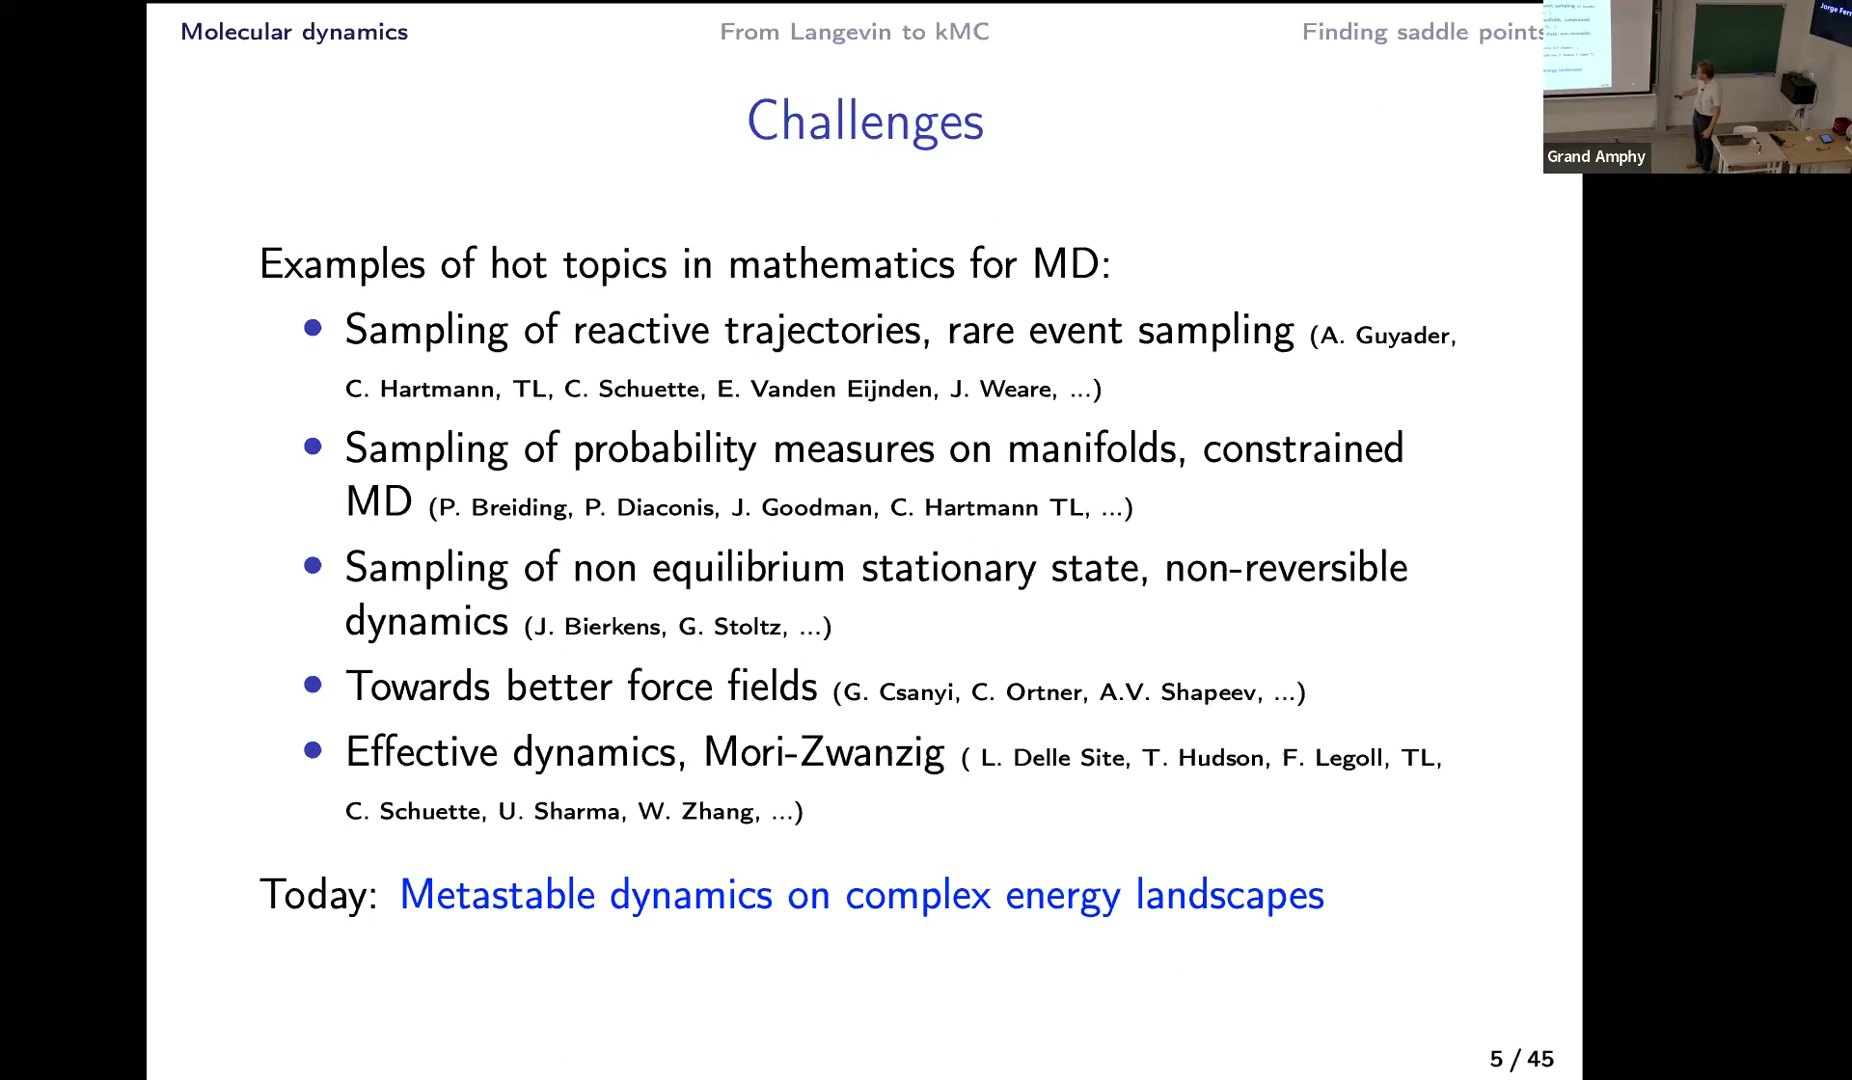 Molecular dynamics From Langevin to kMC Finding saddle points
Jorge Fer
Grand Amphy
Challenges
Examples of hot topics in mathematics for MD:
• Sampling of reactive trajectories, rare event sampling (A. Guyader,
C. Hartmann, TL, C. Schuette, E. Vanden Eijnden, J. Weare, ...)
• Sampling of probability measures on manifolds, constrained
MD (P. Breiding, P. Diaconis, J. Goodman, C. Hartmann TL, ...)
• Sampling of non equilibrium stationary state, non-reversible
dynamics (J. Bierkens, G. Stoltz, ...)
• Towards better force fields (G. Csanyi, C. Ortner, A.V. Shapeev, ...)
• Effective dynamics, Mori-Zwanzig ( L. Delle Site, T. Hudson, F. Legoll, TL,
C. Schuette, U. Sharma, W. Zhang, ...)
Today: Metastable dynamics on complex energy landscapes
5 / 45